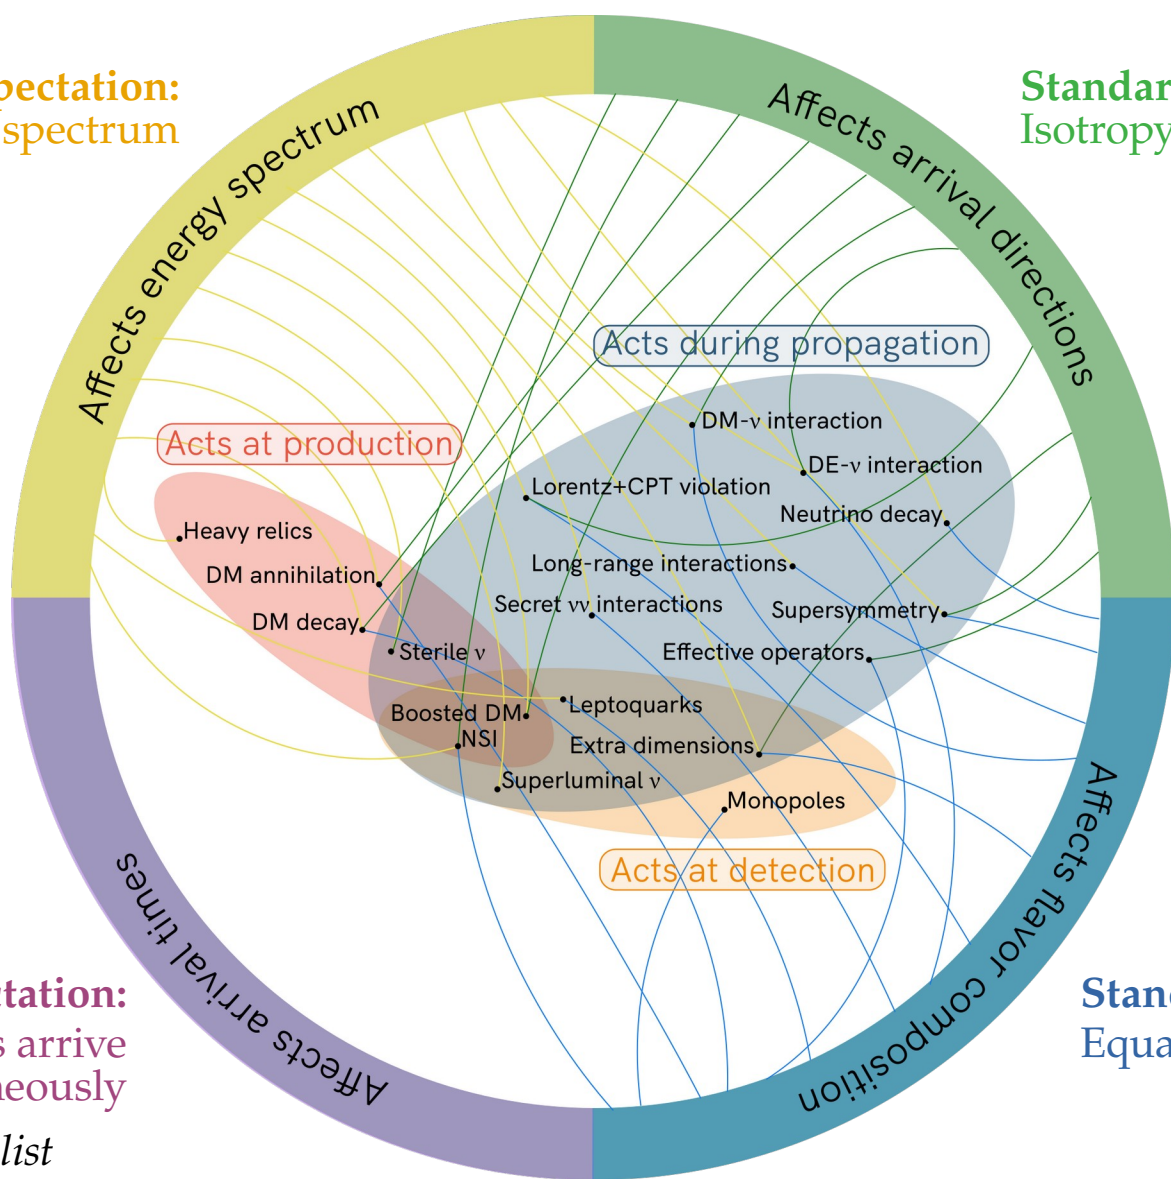 pectation:
spectrum
Standar
Isotropy
Affects energy spectrum
Affects arrival directions
Acts during propagation
DM-ν interaction
Acts at production
DE-ν interaction
Lorentz+CPT violation
Neutrino decay
Heavy relics
Long-range interactions
DM annihilation
Secret νν interactions
Supersymmetry
DM decay
Sterile ν
Effective operators
Leptoquarks
Boosted DM
NSI
Extra dimensions
Superluminal ν
Monopoles
Acts at detection
Affects arrival times
Affects flavor composition
tation:
s arrive
neously
list
Stand
Equa